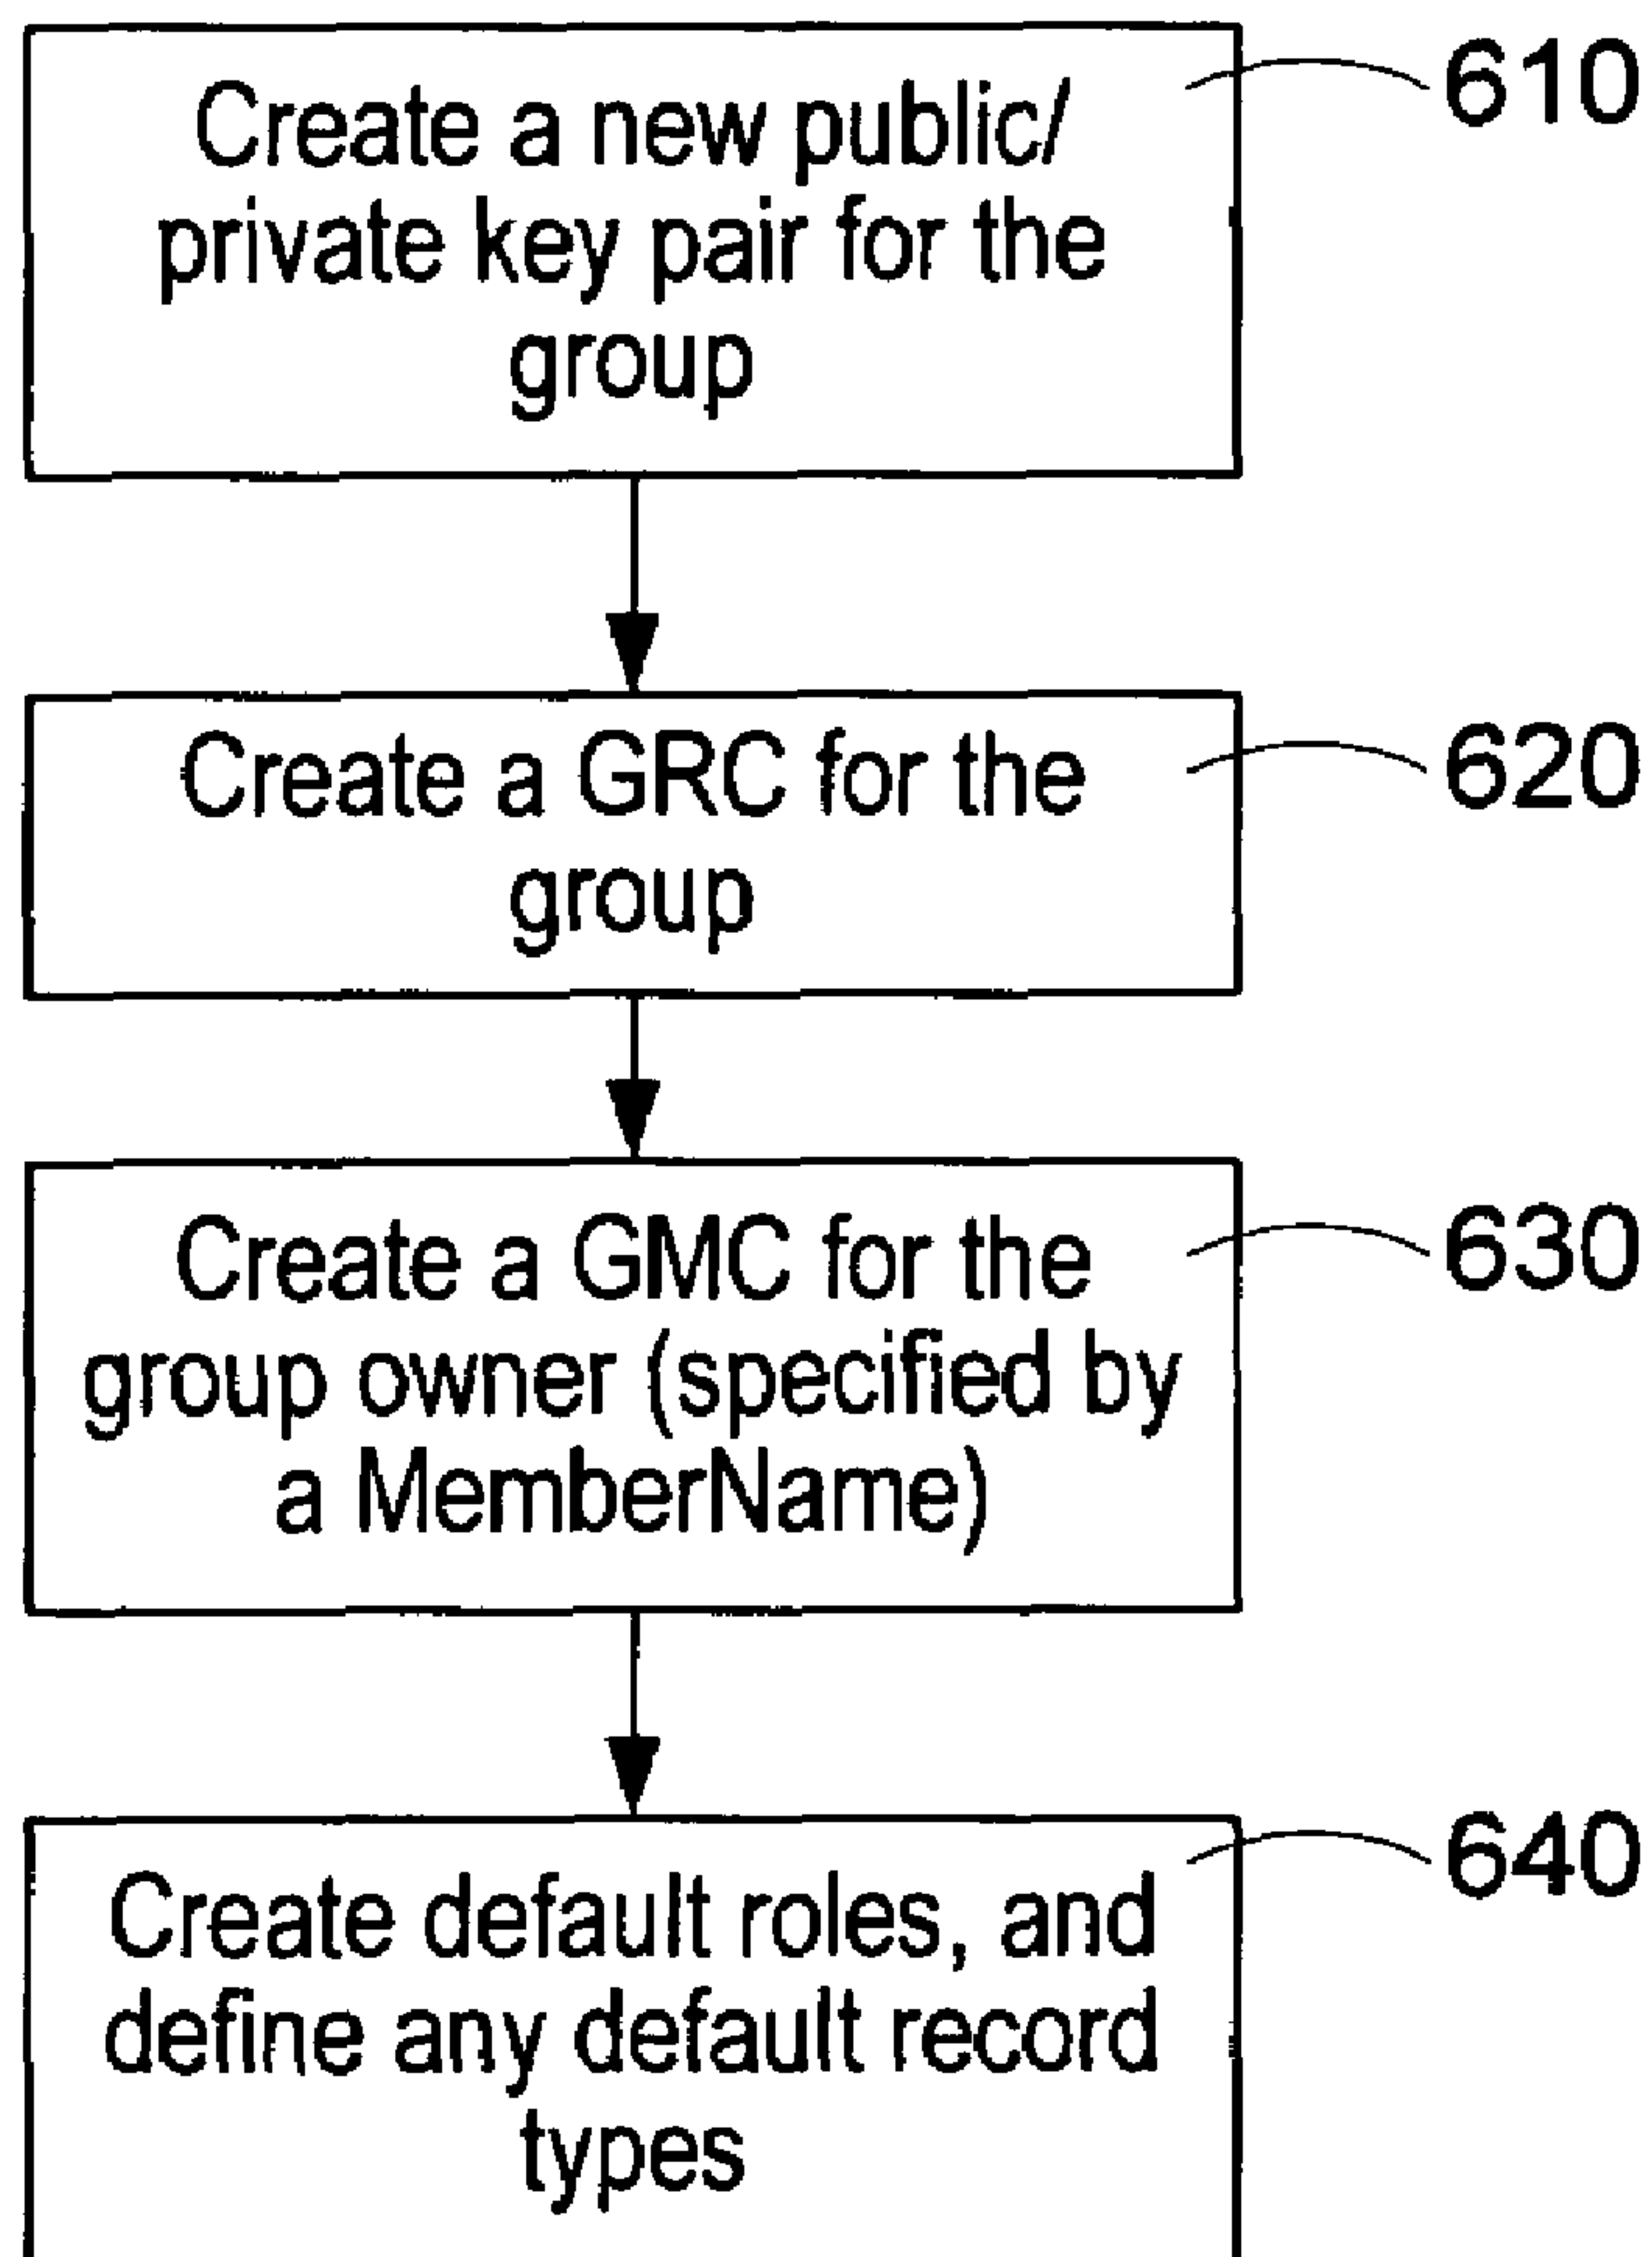 Create a new public/
private key pair for the
group
610
Create a GRC for the
group
620
Create a GMC for the
group owner (specified by
a MemberName)
630
Create default roles, and
define any default record
types
640